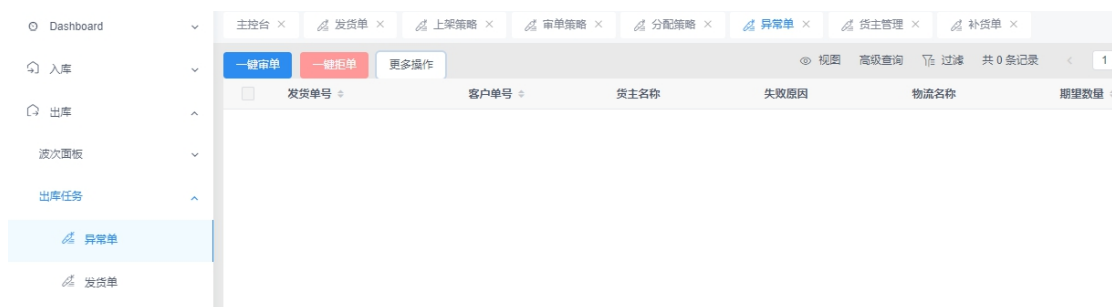 Dashboard
入库
出库
波次面板
出库任务
异常单
发货单
主控台 × 发货单 × 上架策略 × 审单策略 × 分配策略 × 异常单 × 货主管理 × 补货单 ×
一键审单 一键拒单 更多操作 视图 高级查询 过滤 共 0 条记录 < 1
发货单号 客户单号 货主名称 失败原因 物流名称 期望数量